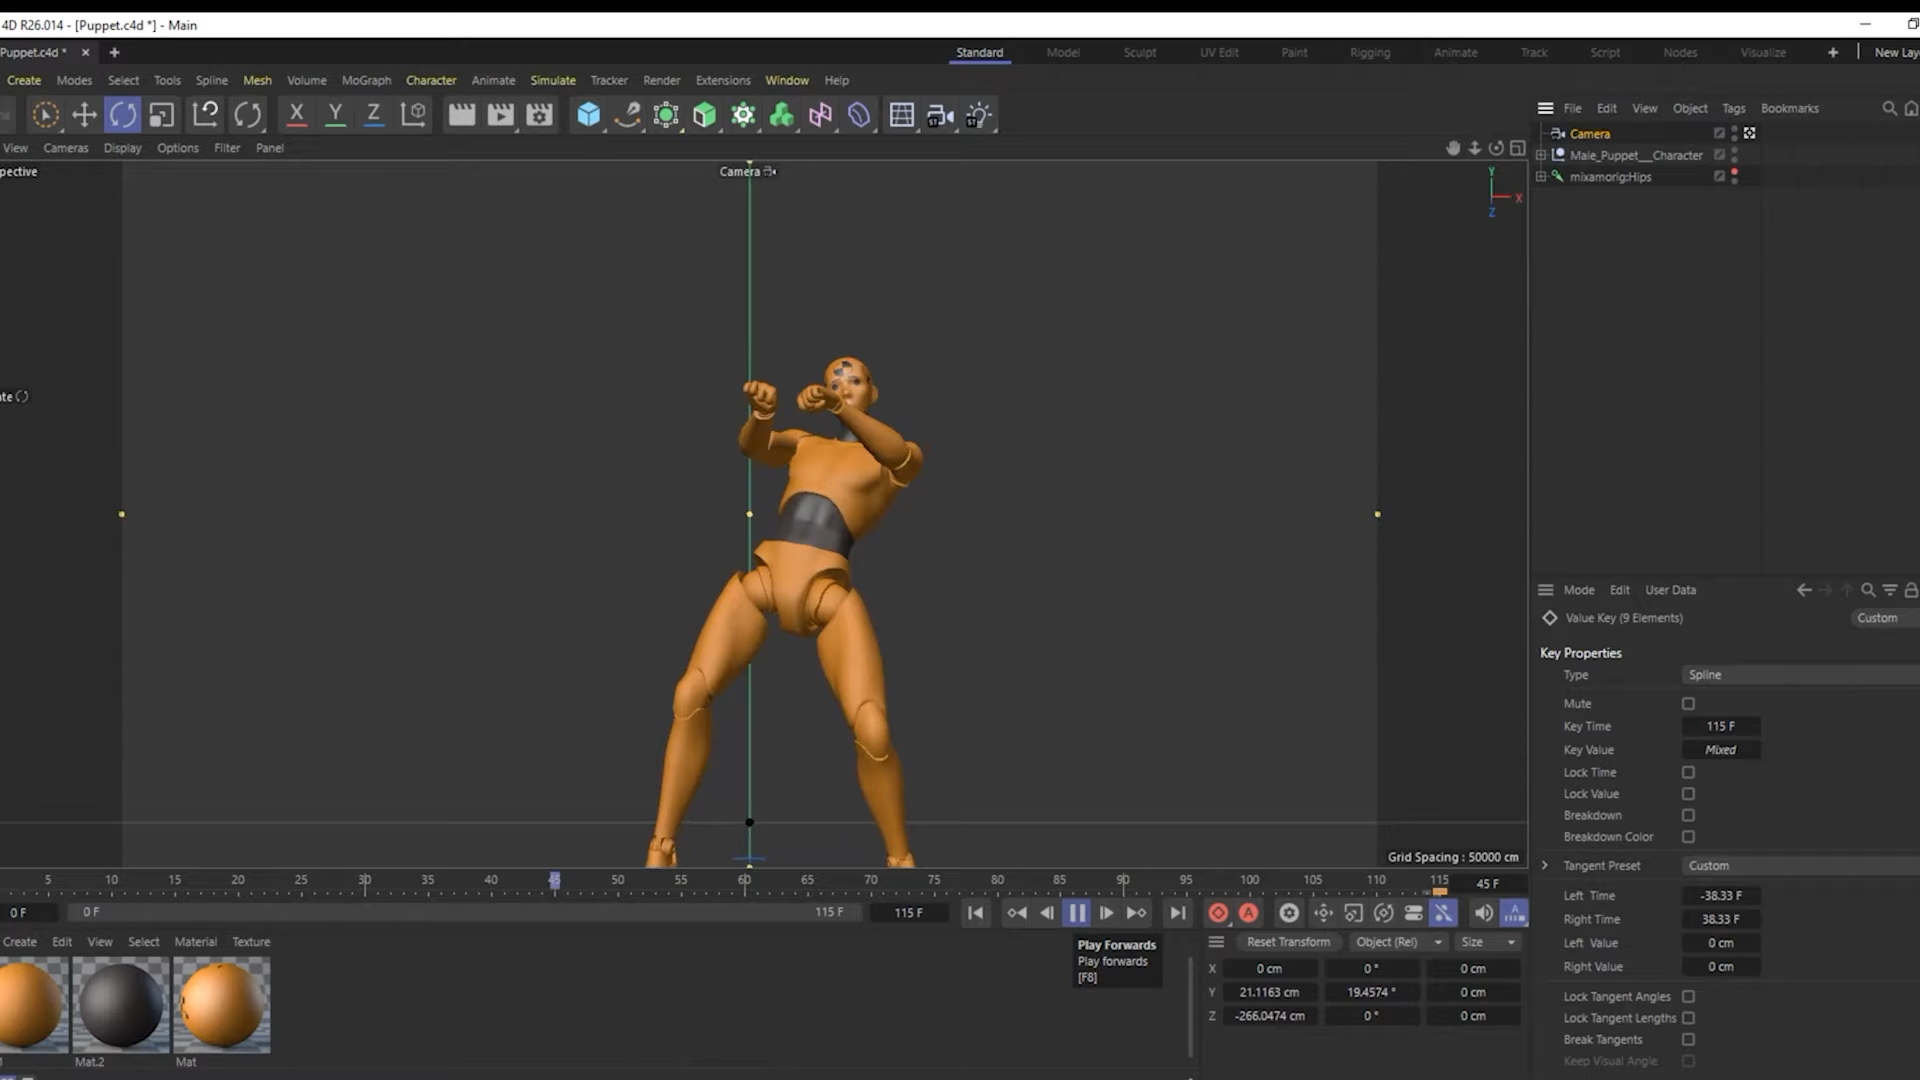 4D R26.014 - [Puppet.c4d *] - Main
Puppet.c4d *
Standard Model Sculpt UV Edit Paint Rigging Animate Track Script Nodes Visualize New Lay
Create Modes Select Tools Spline Mesh Volume MoGraph Character Animate Simulate Tracker Render Extensions Window Help
X Y Z ST ST
File Edit View Object Tags Bookmarks
View Cameras Display Options Filter Panel
Camera
Male_Puppet__Character
mixamorig:Hips
pective
Camera
Y
X
Z
ate
Mode Edit User Data
Value Key (9 Elements) Custom
Key Properties
Type Spline
Mute
Key Time 115 F
Key Value Mixed
Lock Time
Lock Value
Breakdown
Breakdown Color
Tangent Preset Custom
Left Time -38.33 F
Right Time 38.33 F
Left Value 0 cm
Right Value 0 cm
Lock Tangent Angles
Lock Tangent Lengths
Break Tangents
Keep Visual Angle
Grid Spacing : 50000 cm
5 10 15 20 25 30 35 40 45 50 55 60 65 70 75 80 85 90 95 100 105 110 115 45 F
0 F 0 F 115 F 115 F A
Create Edit View Select Material Texture
Play Forwards
Play forwards
[F8]
Reset Transform Object (Rel) Size
X 0 cm 0 ° 0 cm
Y 21.1163 cm 19.4574 ° 0 cm
Z -266.0474 cm 0 ° 0 cm
1 Mat.2 Mat